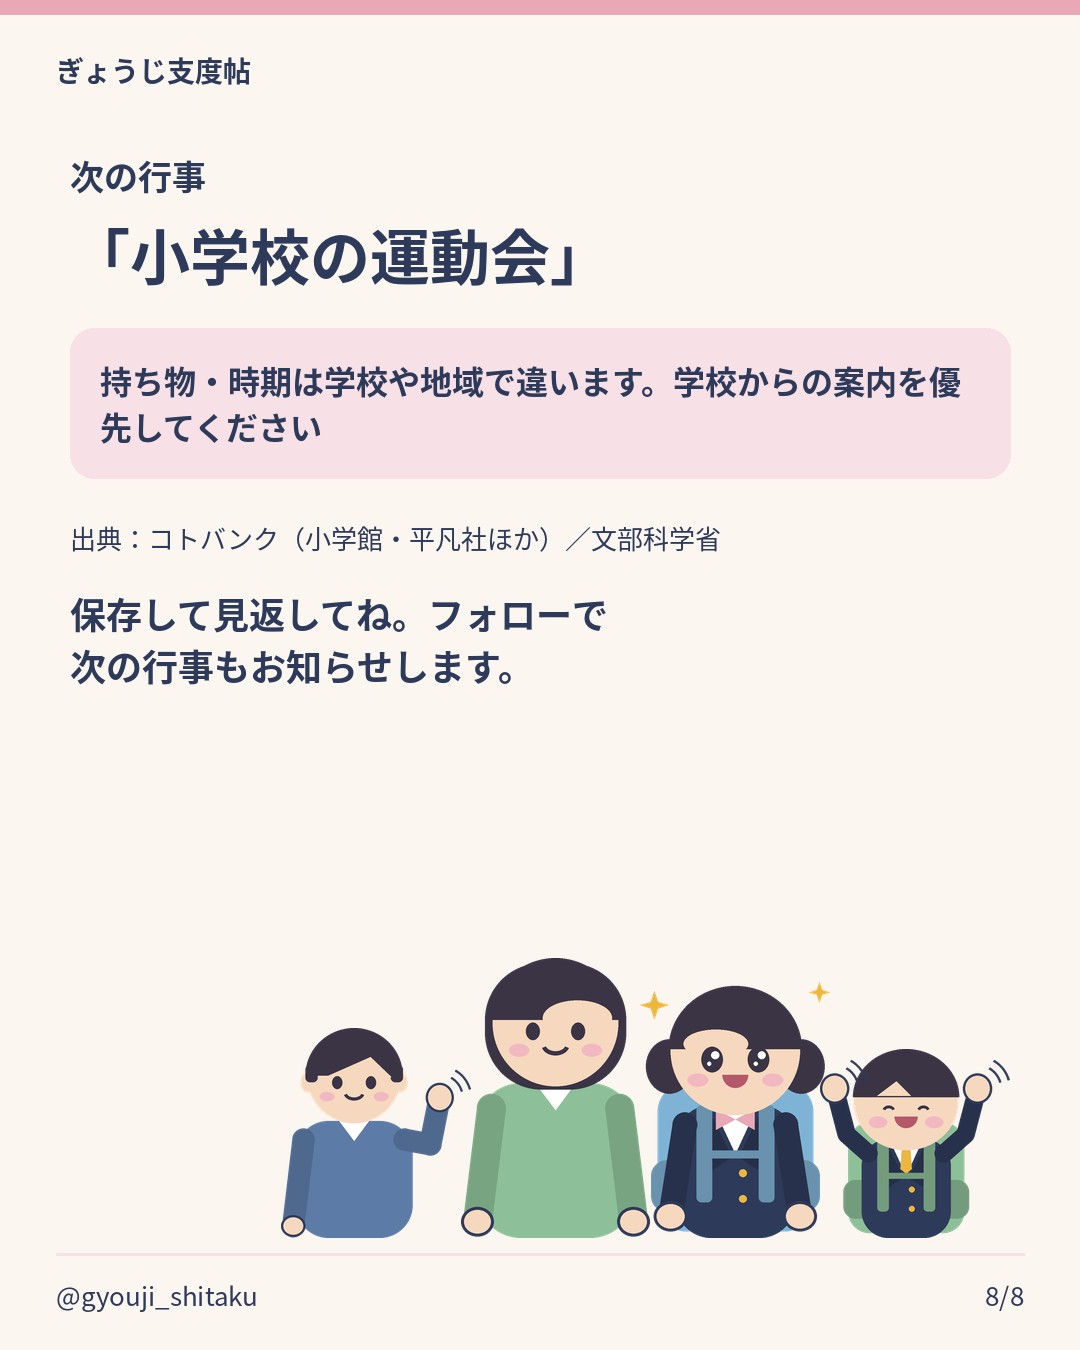 ぎょうじ支度帖
次の行事
「小学校の運動会」
持ち物・時期は学校や地域で違います。学校からの案内を優
先してください
出典：コトバンク（小学館・平凡社ほか）／文部科学省
保存して見返してね。フォローで
次の行事もお知らせします。
@gyouji_shitaku
8/8